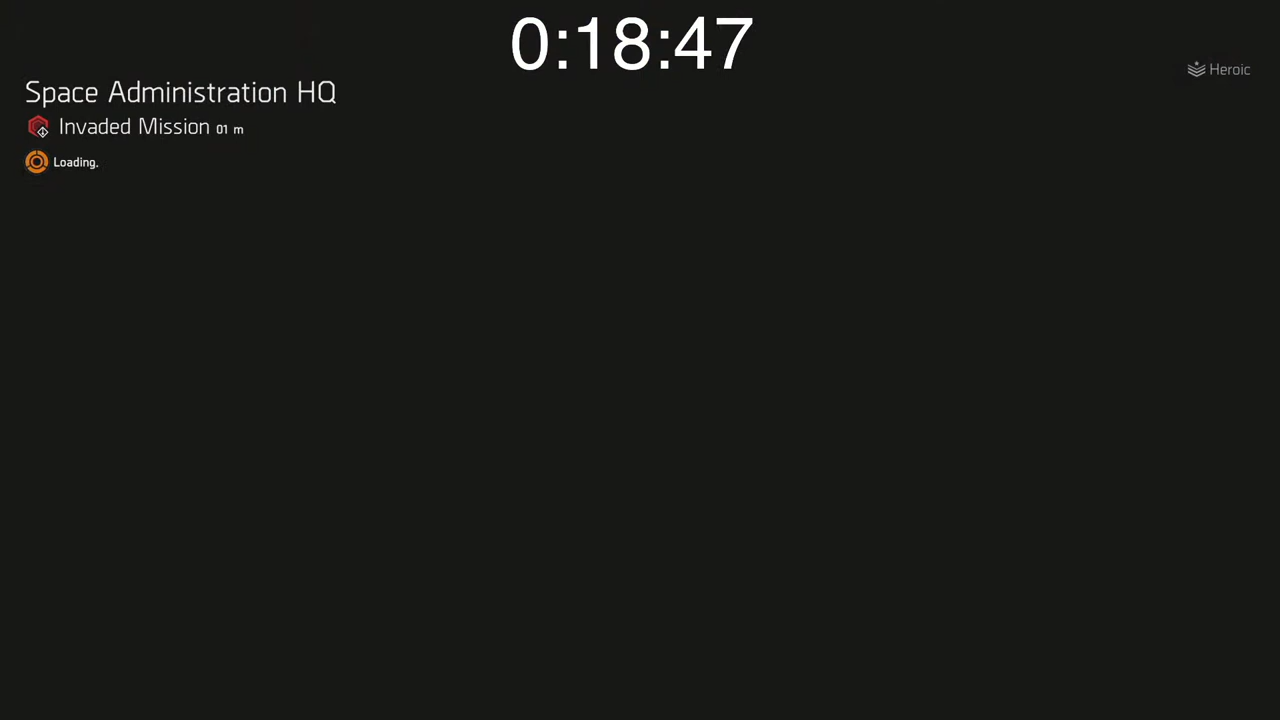 0:18:47
Heroic
Space Administration HQ
Invaded Mission 01 m
Loading.